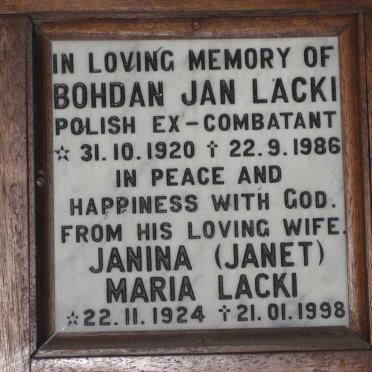 IN LOVING MEMORY OF
BOHDAN JAN LACKI
POLISH EX-COMBATANT
☆ 31.10.1920 † 22.9.1986
IN PEACE AND
HAPPINESS WITH GOD.
FROM HIS LOVING WIFE.
JANINA (JANET)
MARIA LACKI
☆22.11.1924 †21.01.1998